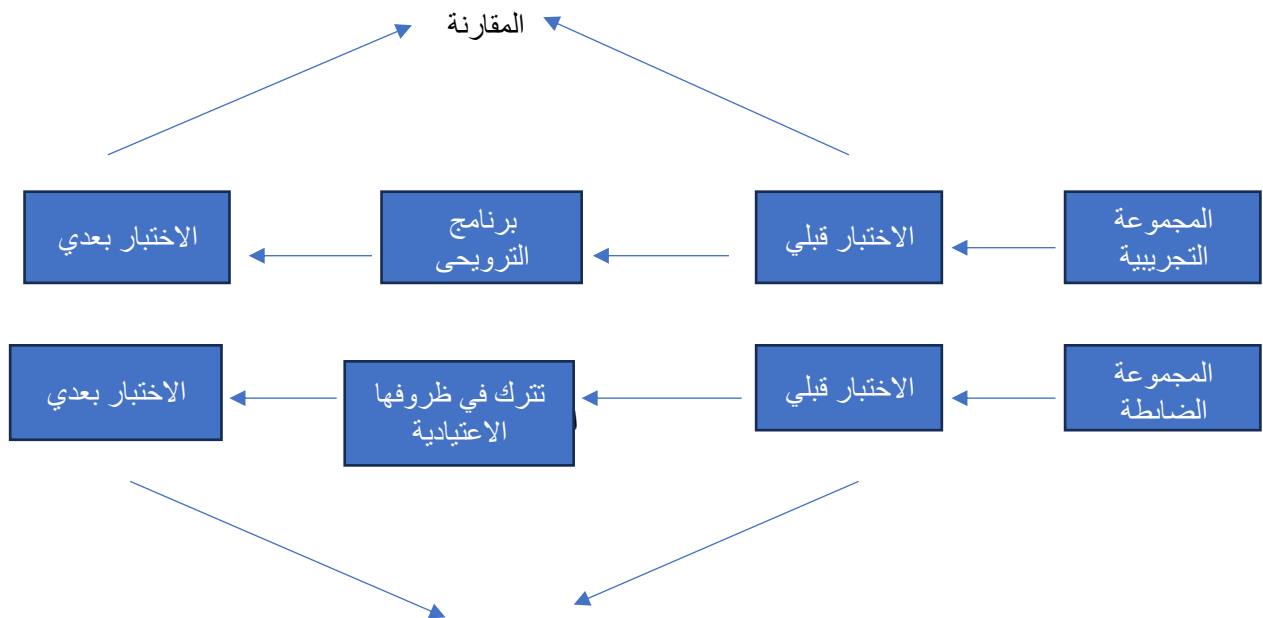 المقارنة
المجموعة
التجريبية
الاختبار قبلي
برنامج
الترويحى
الاختبار بعدي
المجموعة
الضابطة
الاختبار قبلي
تترك في ظروفها
الاعتيادية
الاختبار بعدي